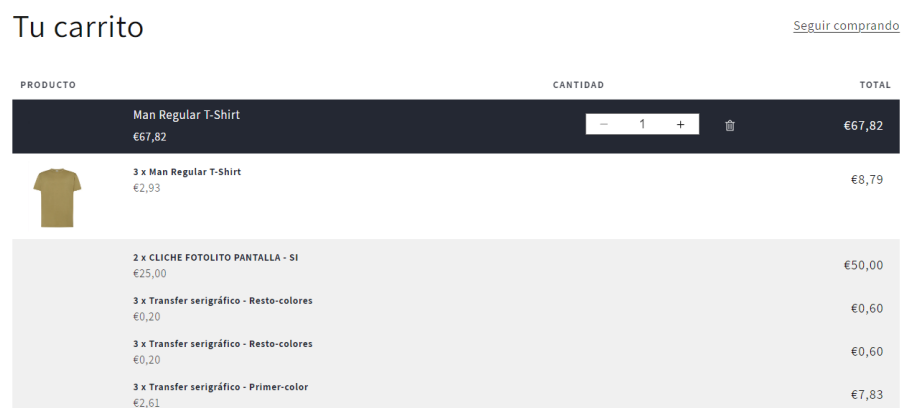 Tu carrito
Seguir comprando
PRODUCTO CANTIDAD TOTAL
Man Regular T-Shirt
€67,82
− 1 +
€67,82
3 x Man Regular T-Shirt
€2,93
€8,79
2 x CLICHE FOTOLITO PANTALLA - SI
€25,00
€50,00
3 x Transfer serigráfico - Resto-colores
€0,20
€0,60
3 x Transfer serigráfico - Resto-colores
€0,20
€0,60
3 x Transfer serigráfico - Primer-color
€2,61
€7,83